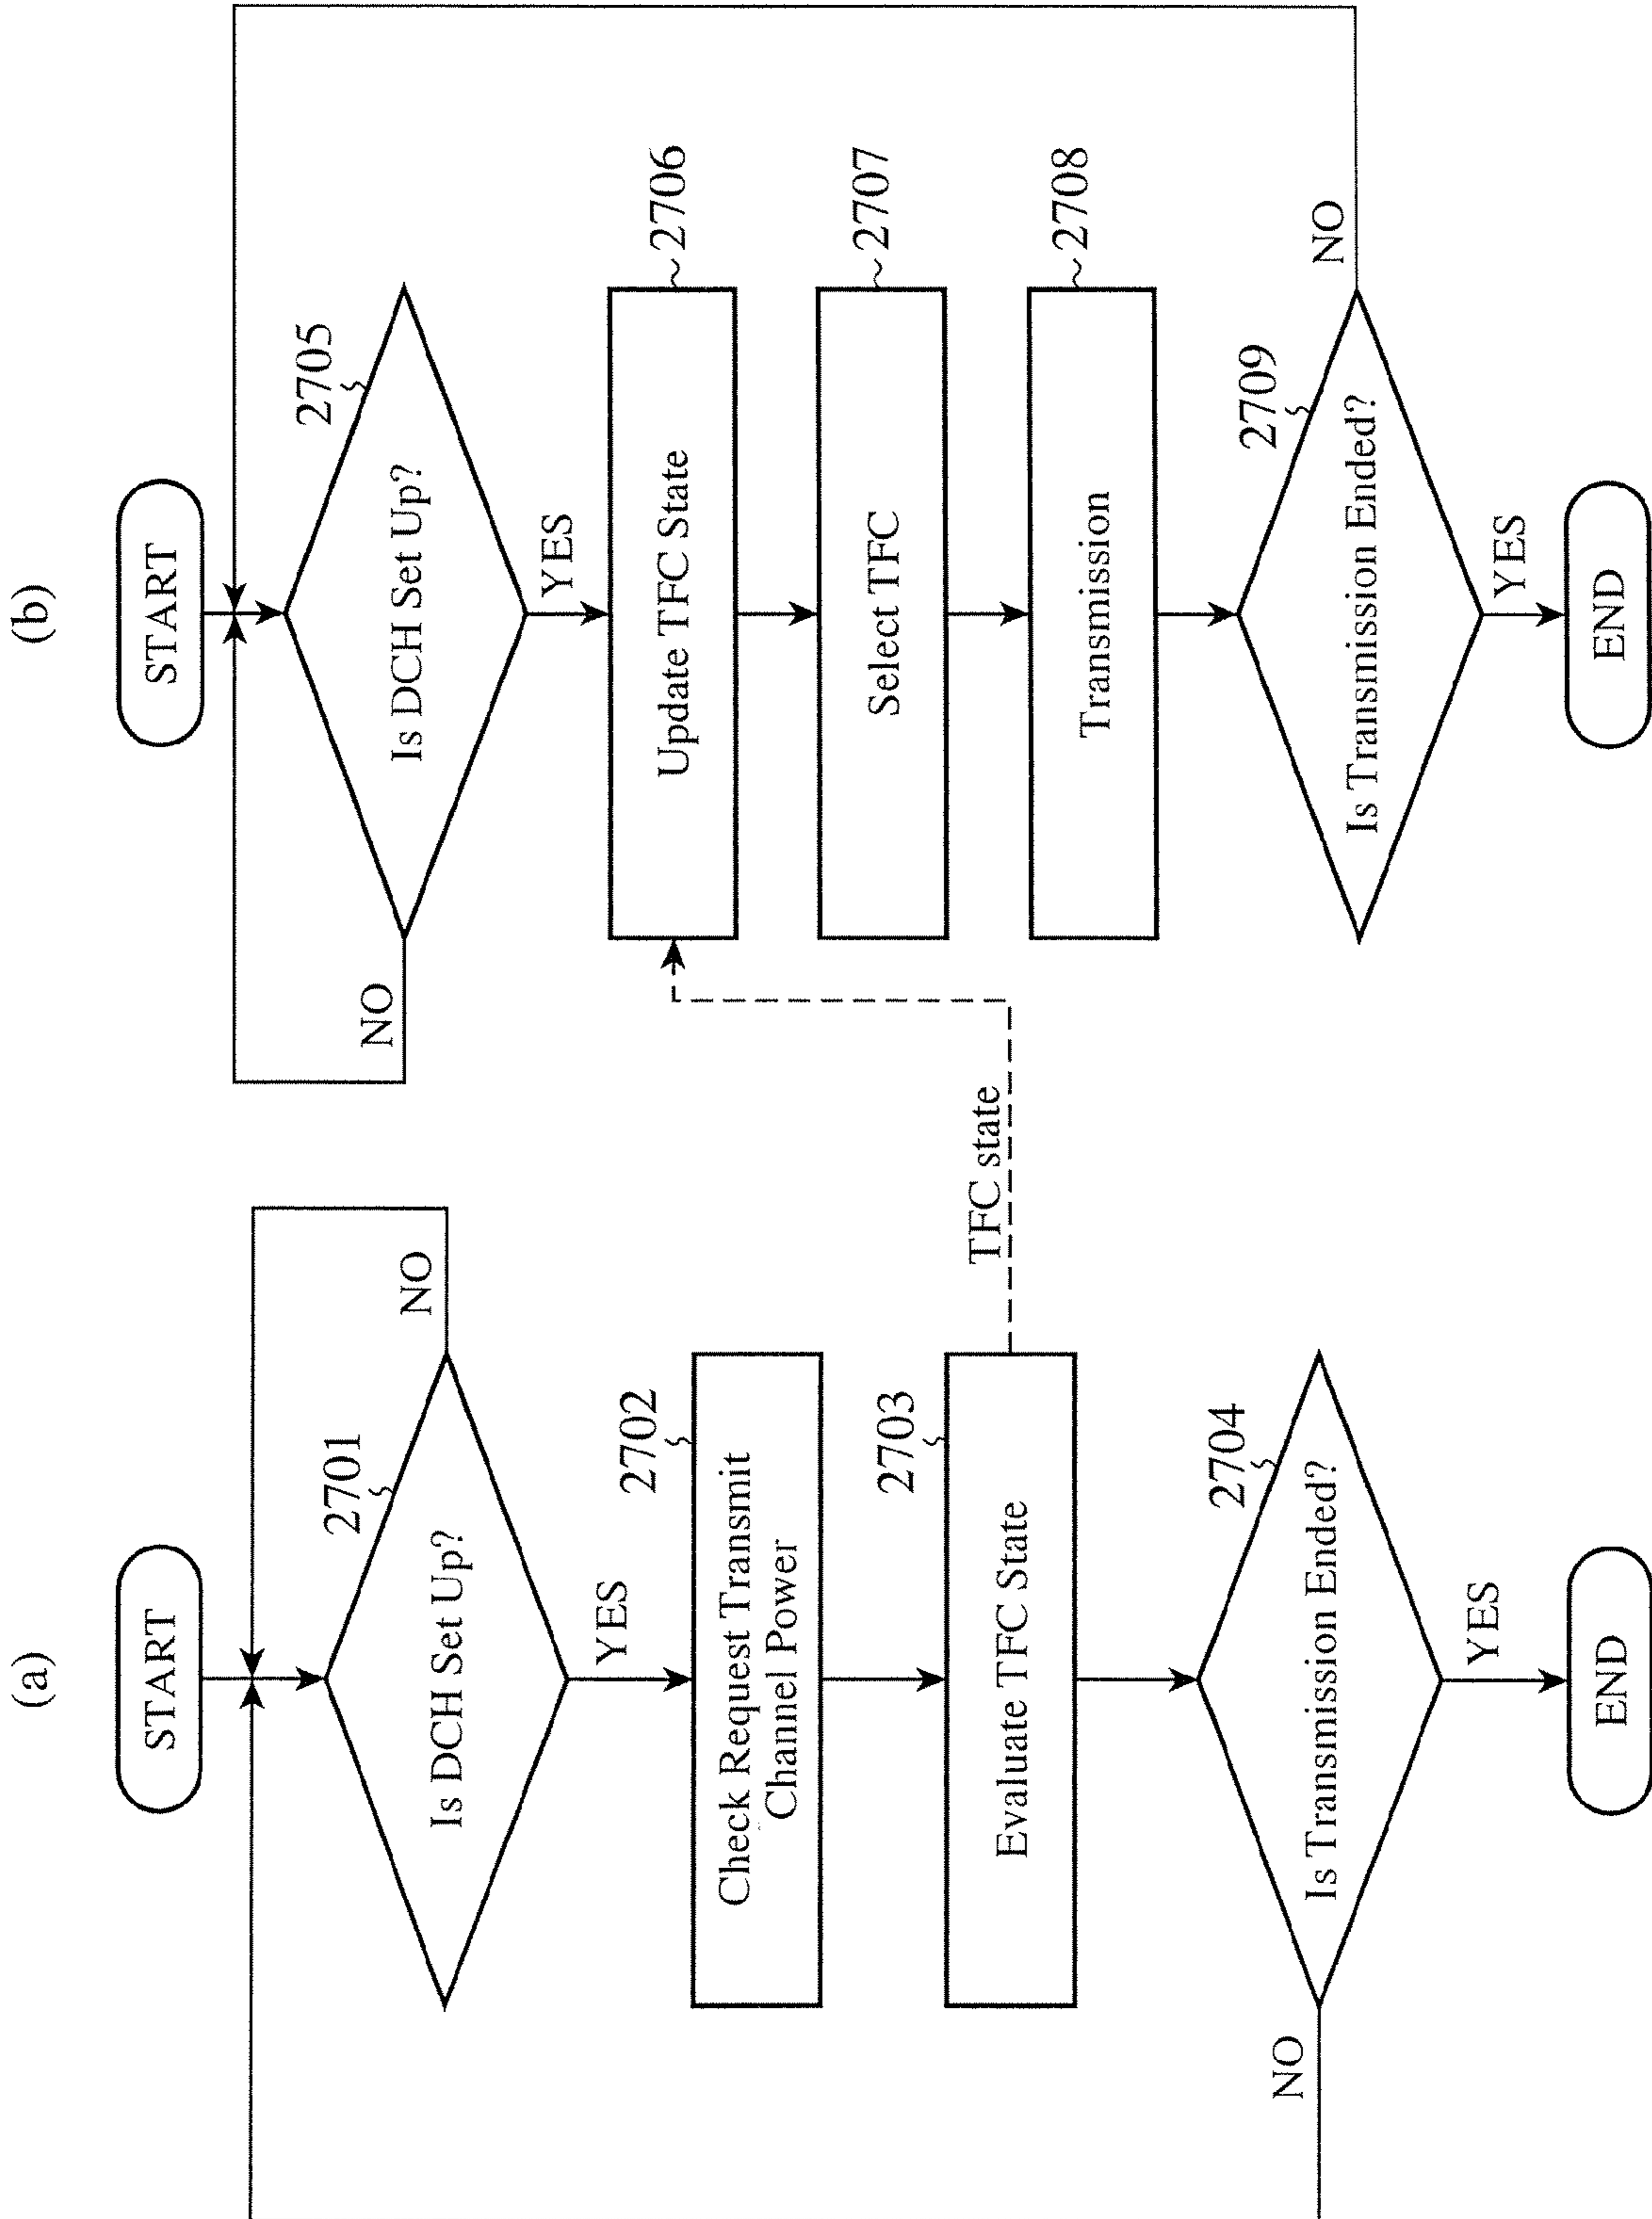 (a)
START
2701
Is DCH Set Up?
NO
YES
2702
Check Request Transmit
Channel Power
2703
Evaluate TFC State
TFC state
2704
Is Transmission Ended?
NO
YES
END
(b)
START
2705
Is DCH Set Up?
NO
YES
Update TFC State
2706
Select TFC
2707
Transmission
2708
2709
Is Transmission Ended?
NO
YES
END